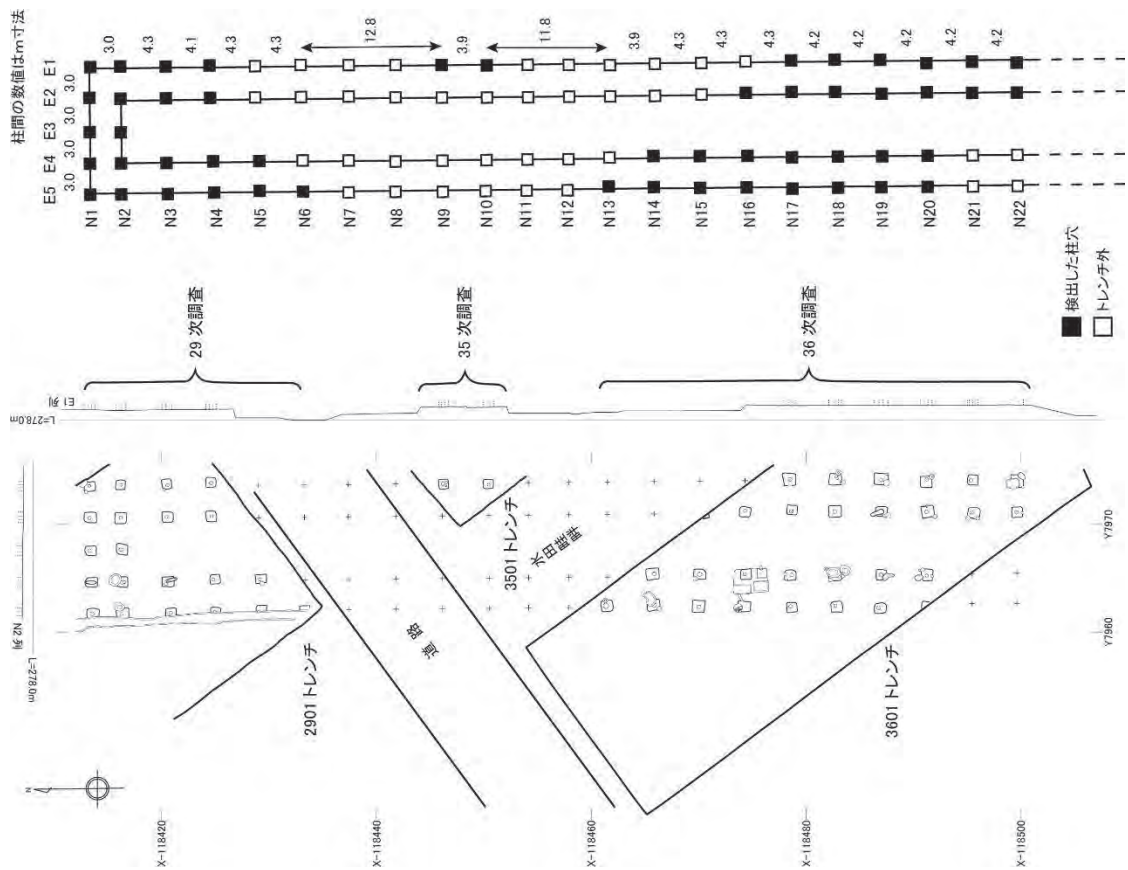 柱間の数値はm寸法
3.0
4.3
4.1
4.3
4.3
12.8
3.9
11.8
3.9
4.3
4.3
4.3
4.2
4.2
4.2
4.2
4.2
E1
E2
E3
E4
E5
3.0
3.0
3.0
3.0
N1
N2
N3
N4
N5
N6
N7
N8
N9
N10
N11
N12
N13
N14
N15
N16
N17
N18
N19
N20
N21
N22
検出した柱穴
トレンチ外
29 次調査
35 次調査
36 次調査
E1 列
L=278.0m
N2 列
L=278.0m
2901 トレンチ
道路
3501 トレンチ
水田畦畔
3601 トレンチ
Y7970
Y7960
N
X-118420
X-118440
X-118460
X-118480
X-118500